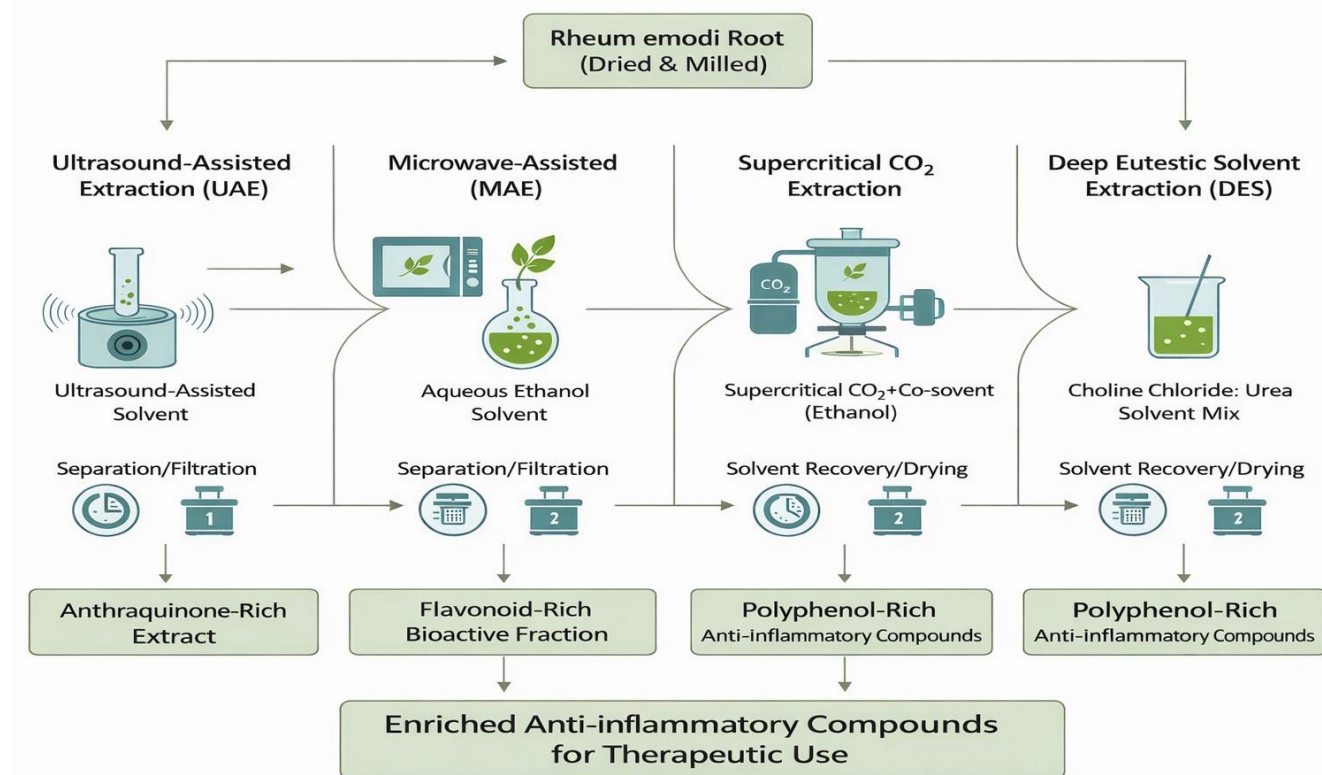 Rheum emodi Root
(Dried & Milled)
Ultrasound-Assisted
Extraction (UAE)
Microwave-Assisted
(MAE)
Supercritical CO₂
Extraction
Deep Eutestic Solvent
Extraction (DES)
CO₂
Ultrasound-Assisted
Solvent
Aqueous Ethanol
Solvent
Supercritical CO₂+Co-sovent
(Ethanol)
Choline Chloride: Urea
Solvent Mix
Separation/Filtration
Separation/Filtration
Solvent Recovery/Drying
Solvent Recovery/Drying
1
2
2
2
Anthraquinone-Rich
Extract
Flavonoid-Rich
Bioactive Fraction
Polyphenol-Rich
Anti-inflammatory Compounds
Polyphenol-Rich
Anti-inflammatory Compounds
Enriched Anti-inflammatory Compounds
for Therapeutic Use